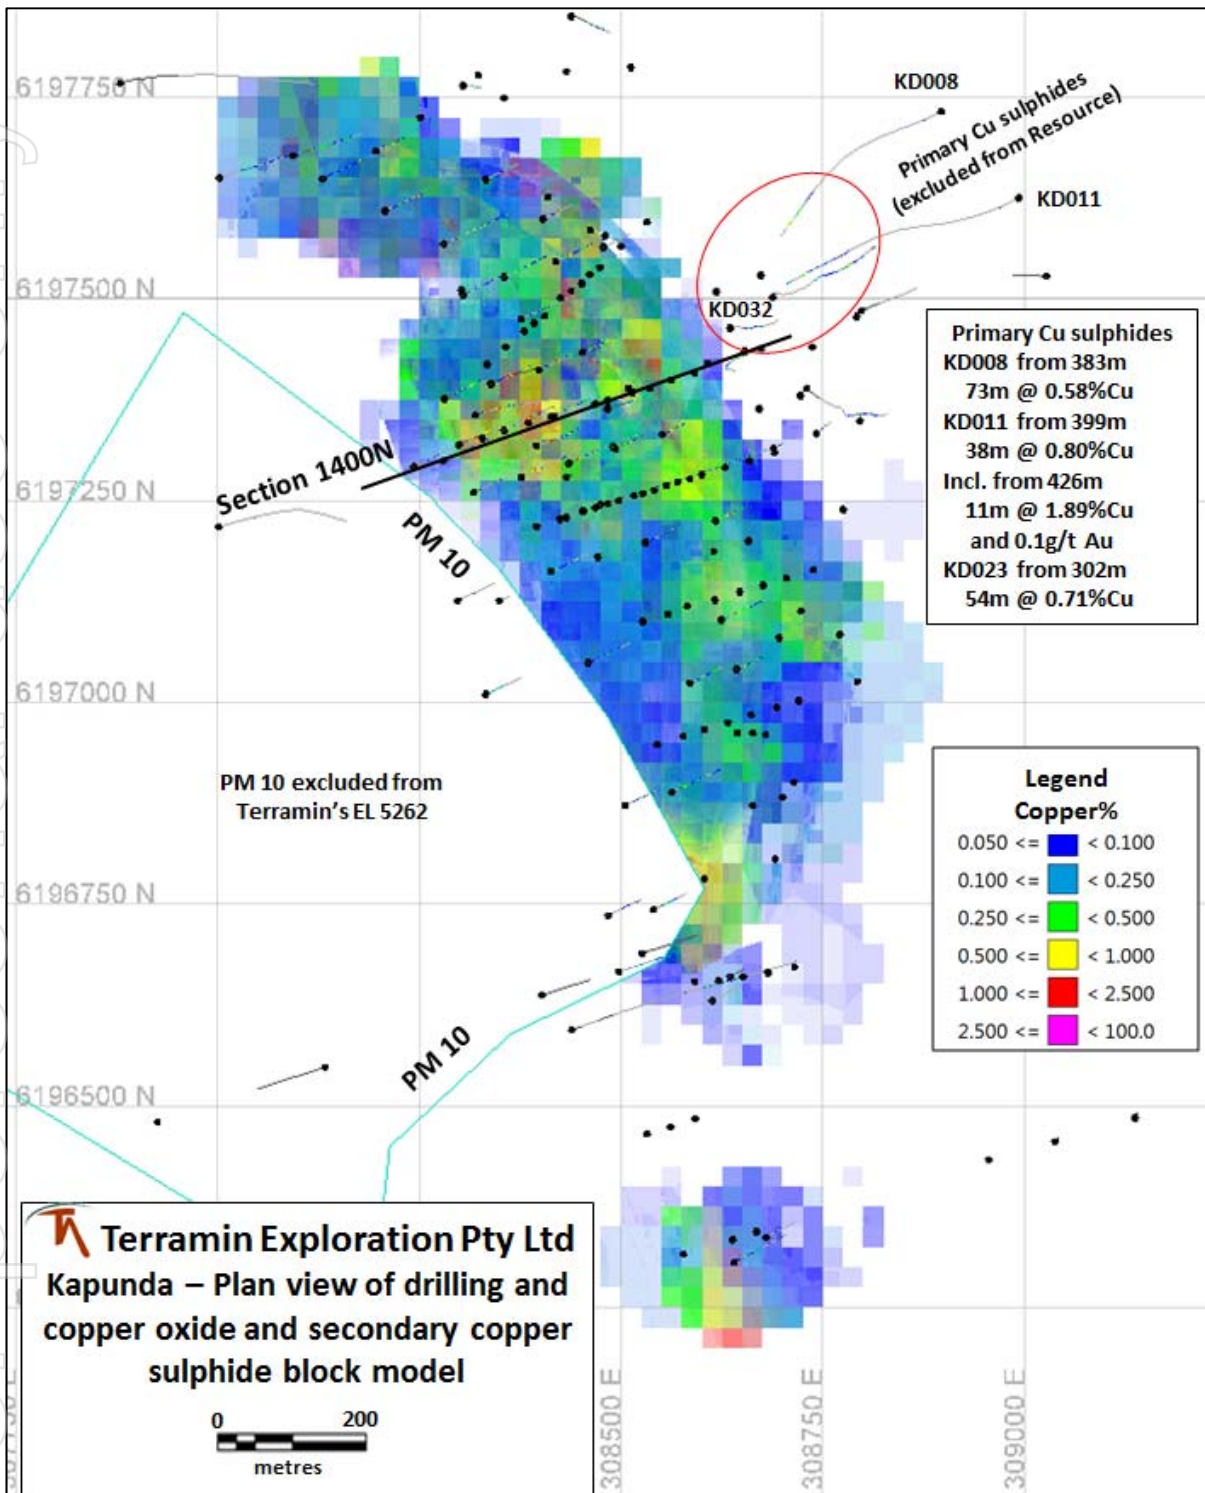 6197750 N
KD008
Primary Cu sulphides
(excluded from Resource)
KD011
6197500 N
KD032
Primary Cu sulphides
KD008 from 383m
73m @ 0.58%Cu
KD011 from 399m
38m @ 0.80%Cu
Incl. from 426m
11m @ 1.89%Cu
and 0.1g/t Au
KD023 from 302m
54m @ 0.71%Cu
Section 1400N
6197250 N
PM 10
6197000 N
PM 10 excluded from
Terramin's EL 5262
Legend
Copper%
0.050 <= < 0.100
0.100 <= < 0.250
0.250 <= < 0.500
0.500 <= < 1.000
1.000 <= < 2.500
2.500 <= < 100.0
6196750 N
PM 10
6196500 N
Terramin Exploration Pty Ltd
Kapunda – Plan view of drilling and
copper oxide and secondary copper
sulphide block model
0 200
metres
308500 E
308750 E
309000 E